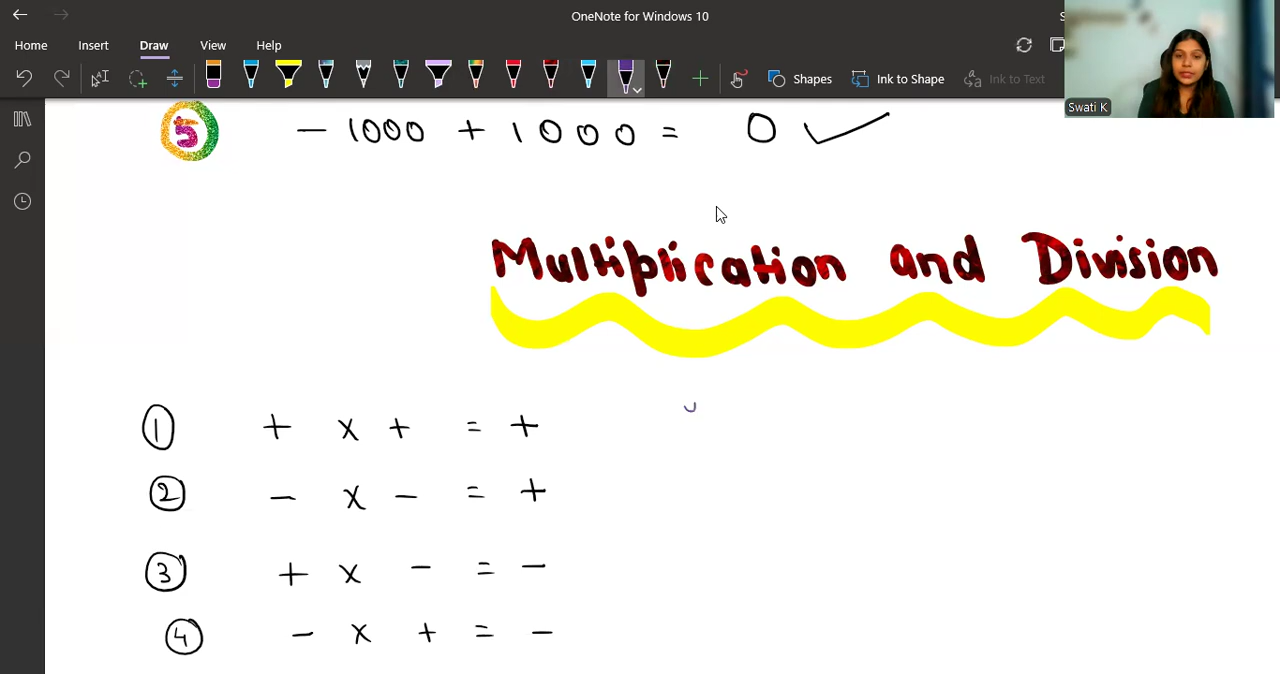 OneNote for Windows 10
Home Insert Draw View Help
Shapes Ink to Shape Ink to Text
Swati K
5 - 1000 + 1000 = 0 ✓
Multiplication and Division
1 + x + = +
2 - x - = +
3 + x - = -
4 - x + = -